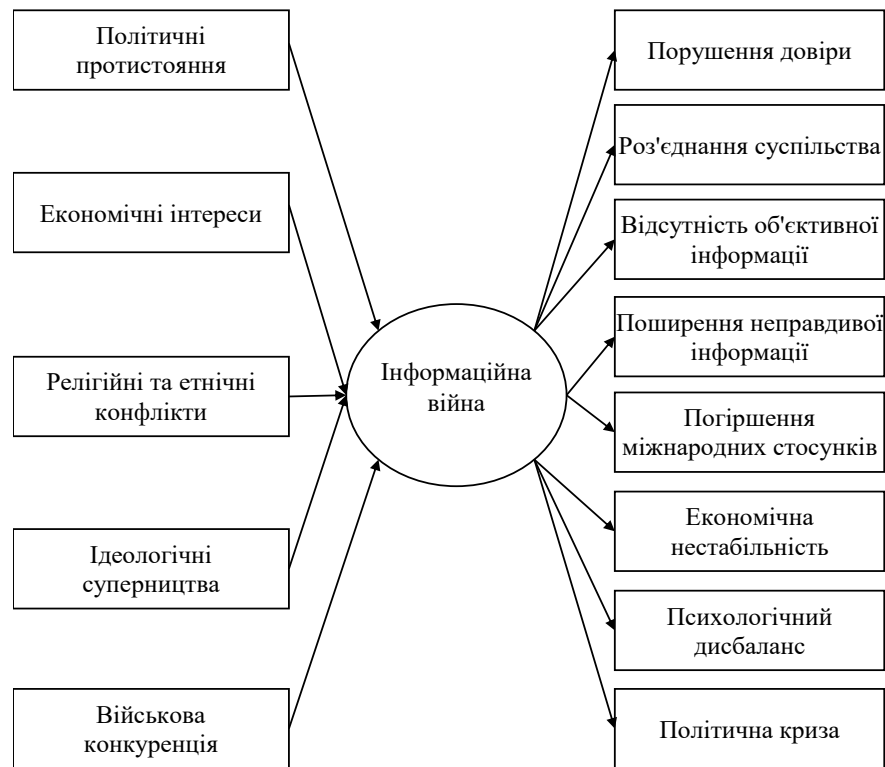 Політичні
протистояння
Економічні інтереси
Релігійні та етнічні
конфлікти
Ідеологічні
суперництва
Військова
конкуренція
Інформаційна
війна
Порушення довіри
Роз'єднання суспільства
Відсутність об'єктивної
інформації
Поширення неправдивої
інформації
Погіршення
міжнародних стосунків
Економічна
нестабільність
Психологічний
дисбаланс
Політична криза